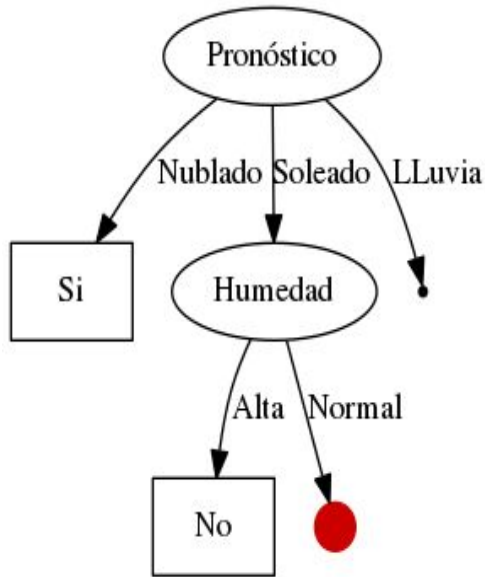 Pronóstico
Nublado Soleado LLuvia
Si
Humedad
Alta Normal
No